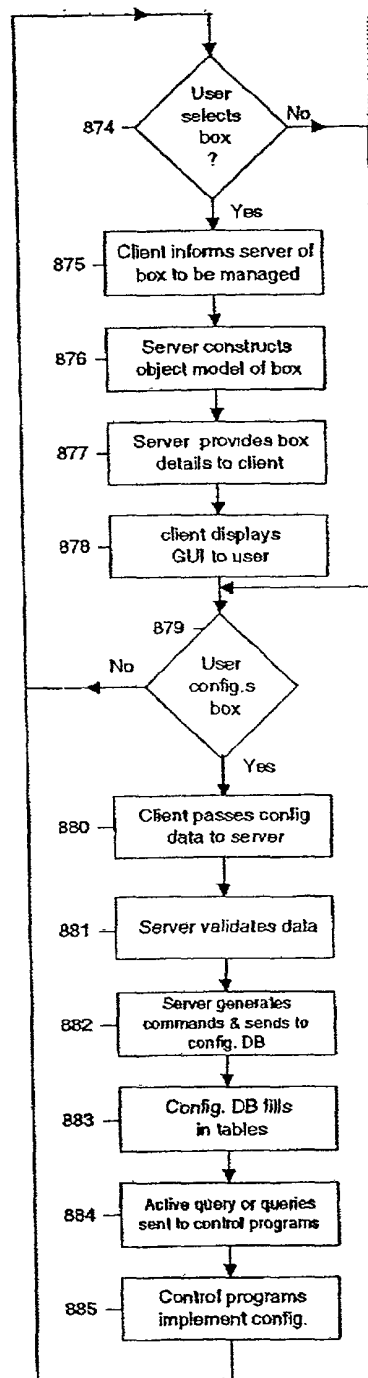 User
selects
box
?
874
No
Yes
875
Client informs server of
box to be managed
876
Server constructs
object model of box
877
Server provides box
details to client
878
client displays
GUI to user
879
No
User
config.s
box
Yes
880
Client passes config
data to server
881
Server validates data
882
Server generates
commands & sends to
config. DB
883
Config. DB fills
in tables
884
Active query or queries
sent to control programs
885
Control programs
implement config.